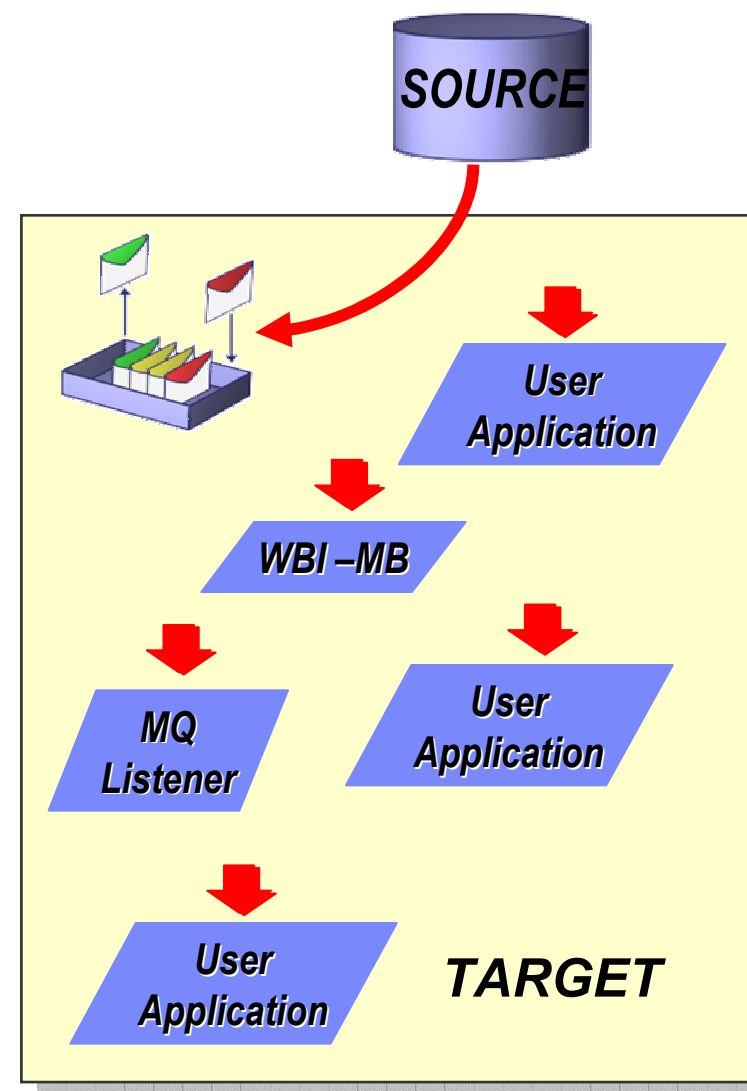 SOURCE
User
Application
WBI –MB
User
Application
MQ
Listener
User
Application
TARGET